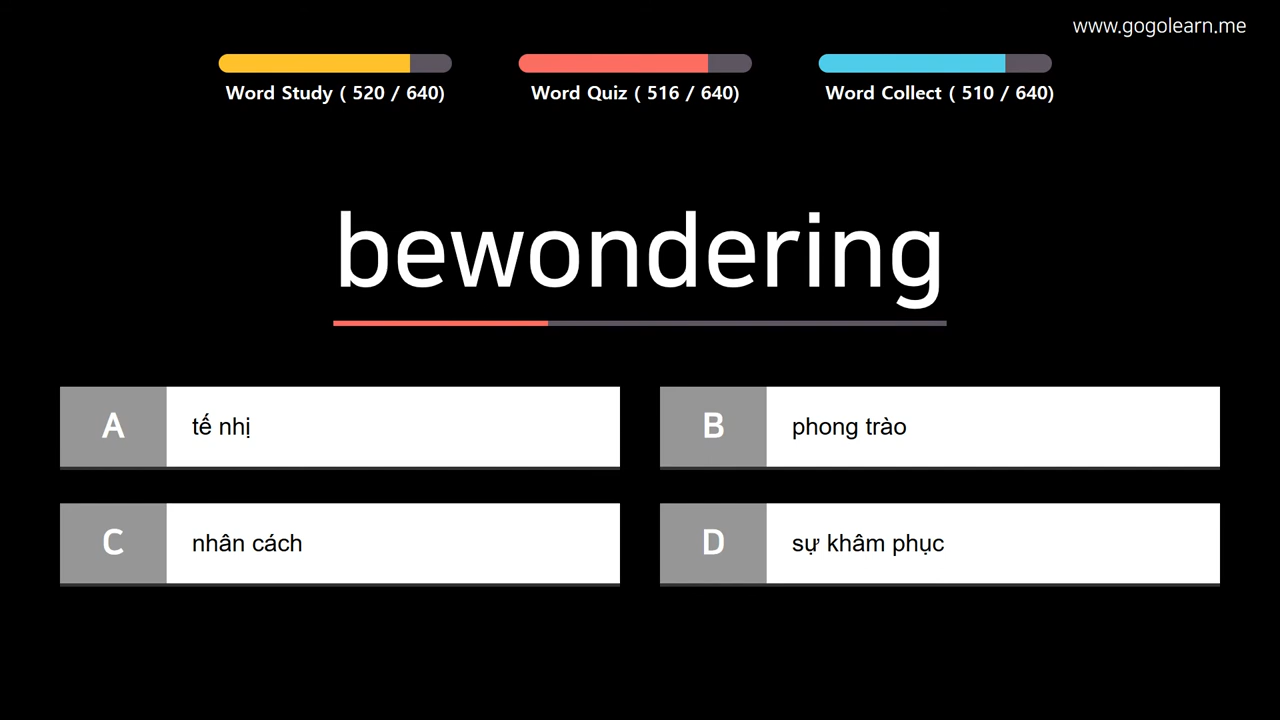 www.gogolearn.me
Word Study ( 520 / 640)
Word Quiz ( 516 / 640)
Word Collect ( 510 / 640)
bewondering
A
tế nhị
B
phong trào
C
nhân cách
D
sự khâm phục